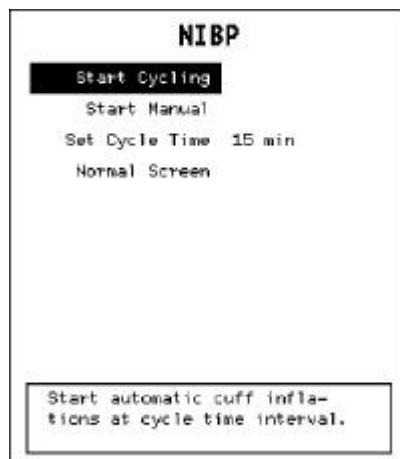 NIBP
Start Cycling
Start Manual
Set Cycle Time 15 min
Normal Screen
Start automatic cuff infla-
tions at cycle time interval.